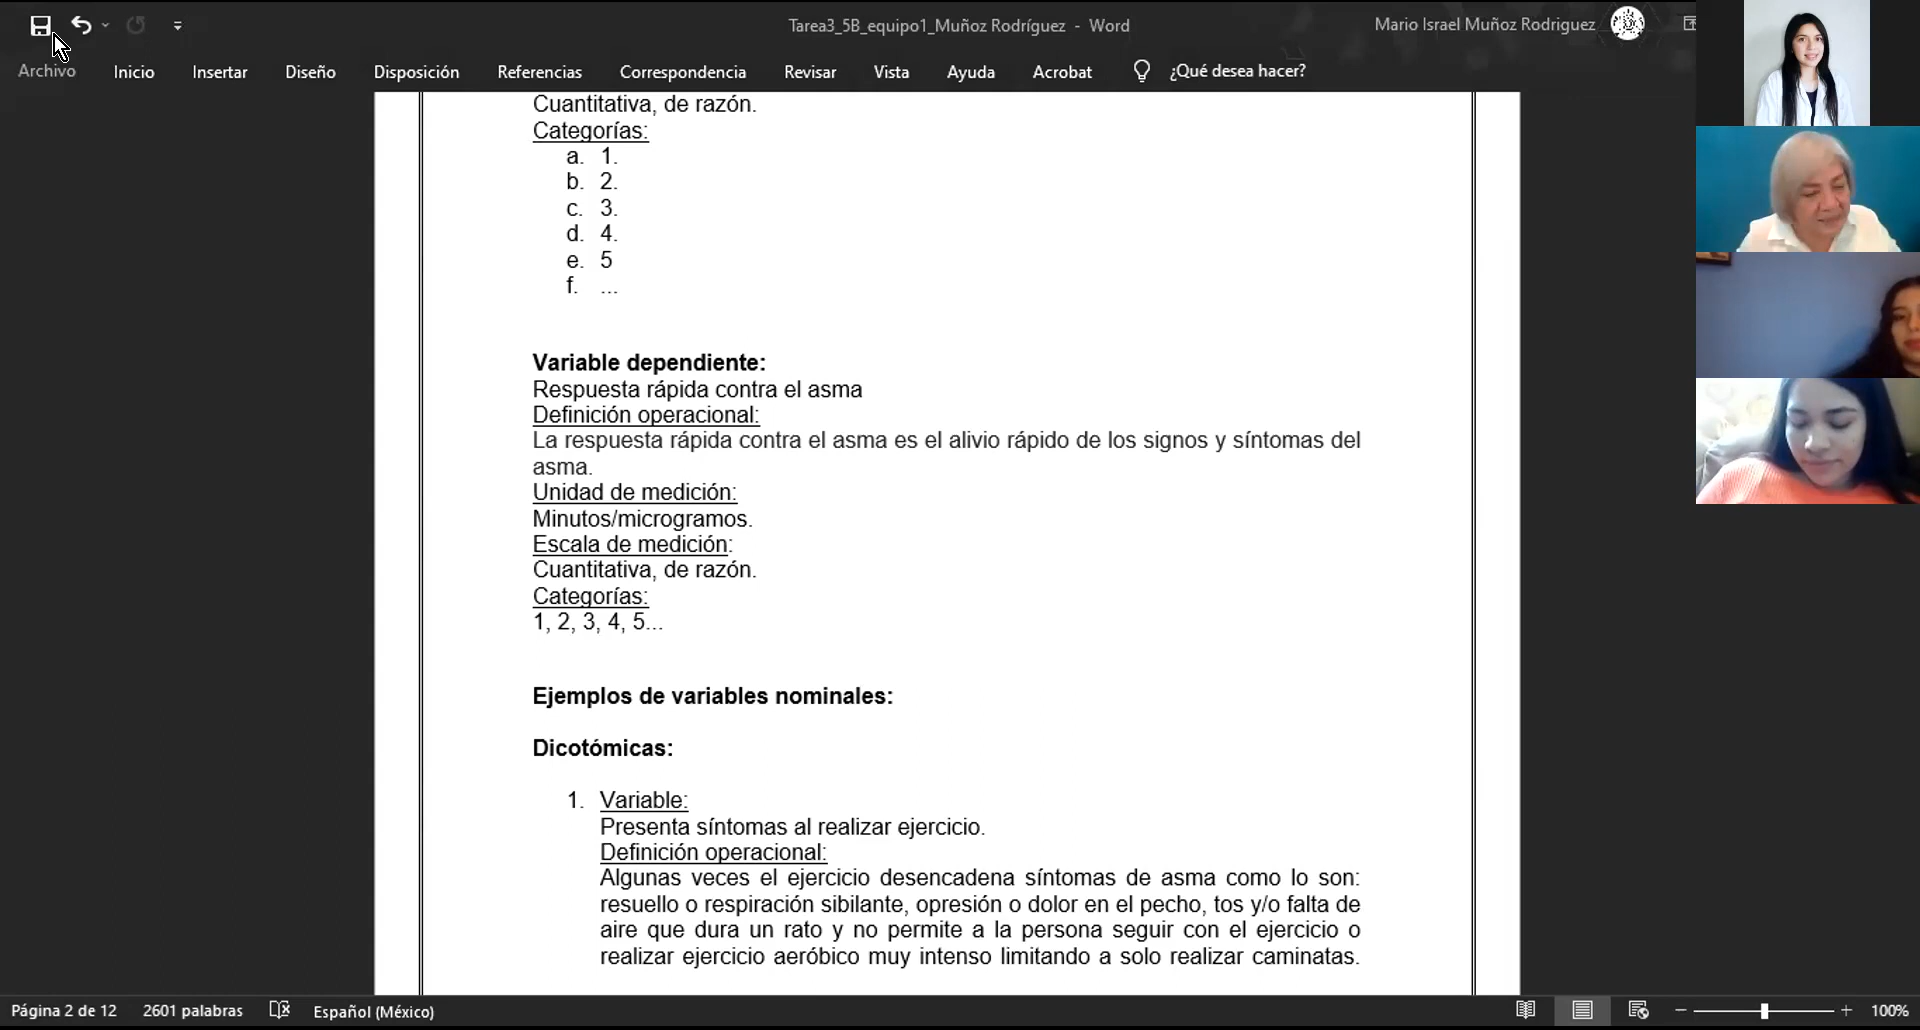 Tarea3_5B_equipo1_Muñoz Rodríguez - Word
Mario Israel Muñoz Rodriguez
Archivo Inicio Insertar Diseño Disposición Referencias Correspondencia Revisar Vista Ayuda Acrobat ¿Qué desea hacer?
Cuantitativa, de razón.
Categorías:
a. 1.
b. 2.
c. 3.
d. 4.
e. 5
f. ...
Variable dependiente:
Respuesta rápida contra el asma
Definición operacional:
La respuesta rápida contra el asma es el alivio rápido de los signos y síntomas del
asma.
Unidad de medición:
Minutos/microgramos.
Escala de medición:
Cuantitativa, de razón.
Categorías:
1, 2, 3, 4, 5...
Ejemplos de variables nominales:
Dicotómicas:
1. Variable:
Presenta síntomas al realizar ejercicio.
Definición operacional:
Algunas veces el ejercicio desencadena síntomas de asma como lo son:
resuello o respiración sibilante, opresión o dolor en el pecho, tos y/o falta de
aire que dura un rato y no permite a la persona seguir con el ejercicio o
realizar ejercicio aeróbico muy intenso limitando a solo realizar caminatas.
Página 2 de 12 2601 palabras Español (México) 100%